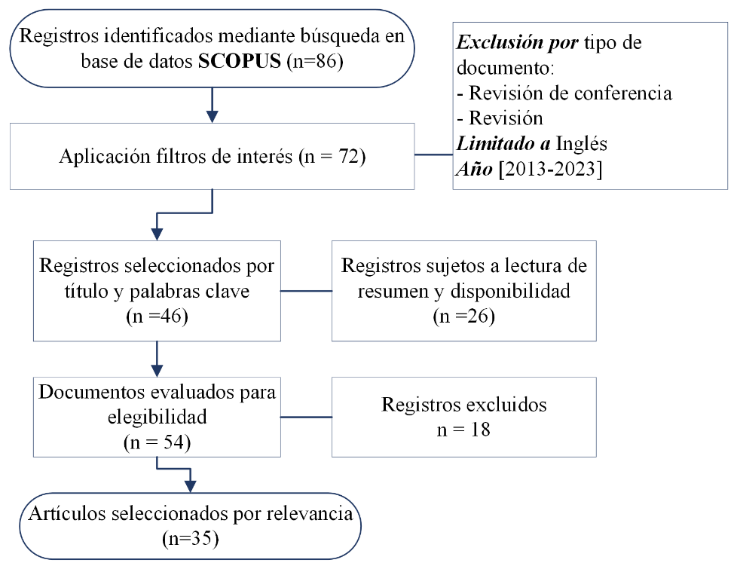 Registros identificados mediante búsqueda en
base de datos SCOPUS (n=86)
Exclusión por tipo de
documento:
- Revisión de conferencia
- Revisión
Limitado a Inglés
Año [2013-2023]
Aplicación filtros de interés (n = 72)
Registros seleccionados por
título y palabras clave
(n =46)
Registros sujetos a lectura de
resumen y disponibilidad
(n =26)
Documentos evaluados para
elegibilidad
(n = 54)
Registros excluidos
n = 18
Artículos seleccionados por relevancia
(n=35)